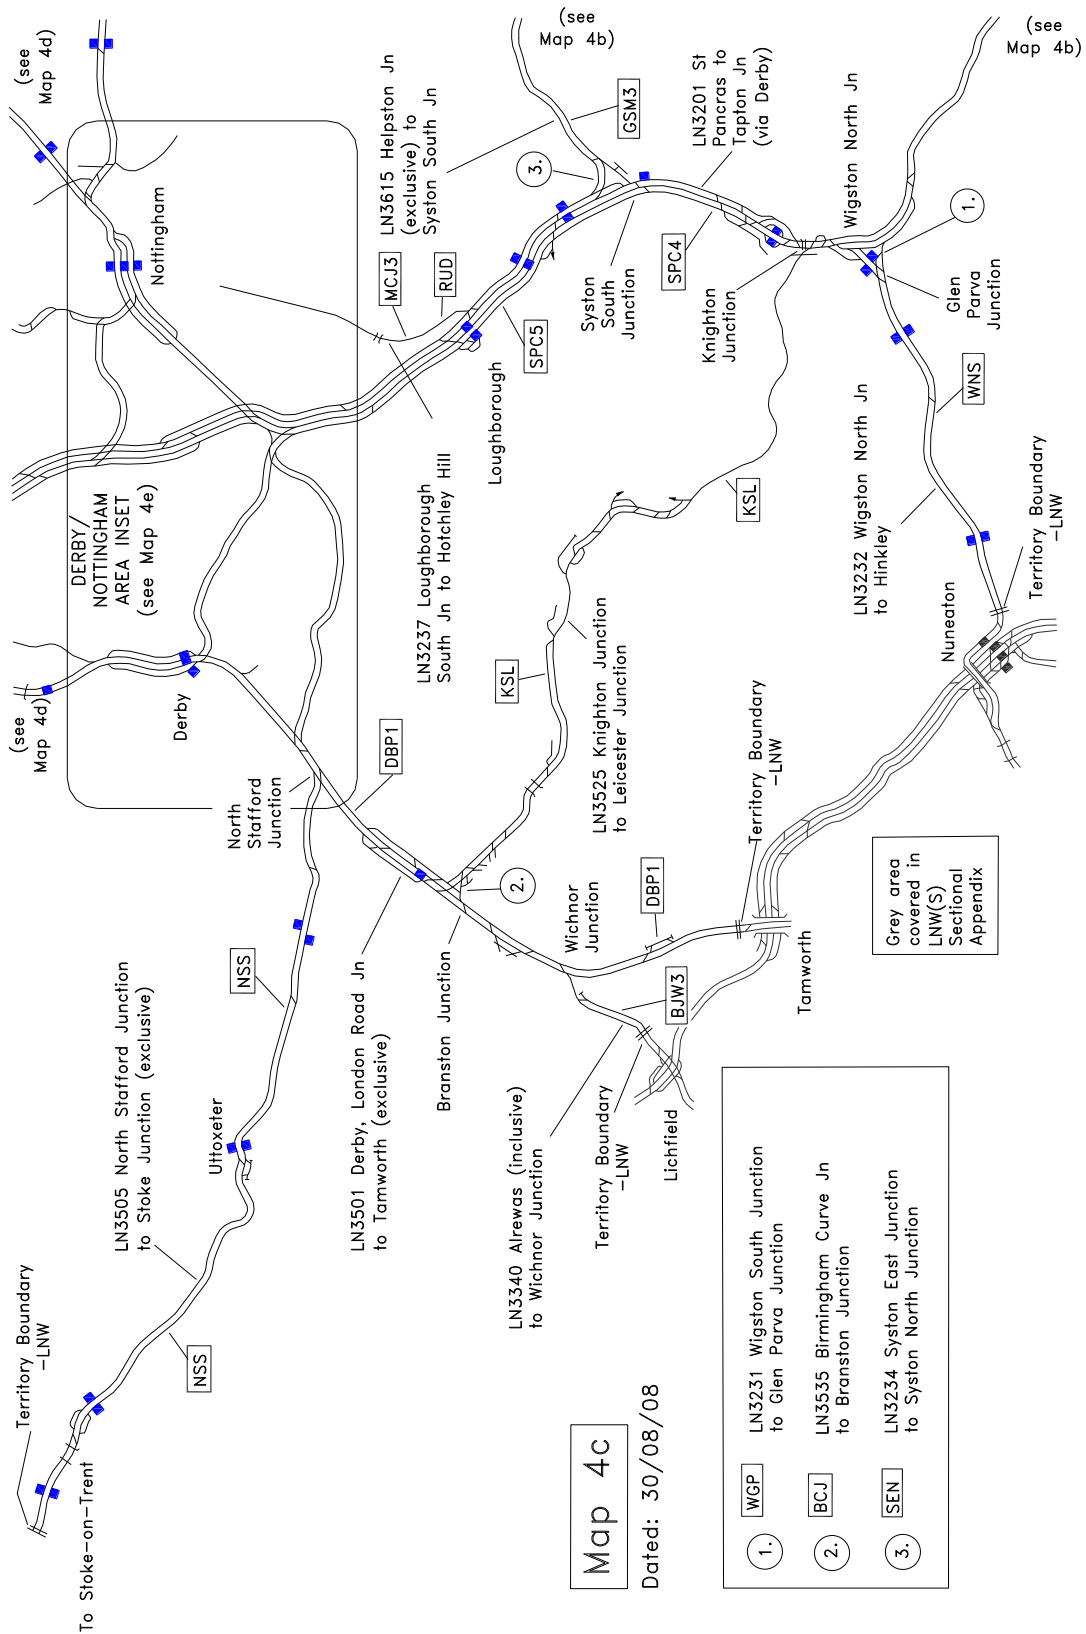 Territory Boundary
-LNW
To Stoke-on-Trent
NSS
LN3505 North Stafford Junction
to Stoke Junction (exclusive)
Uttoxeter
NSS
North
Stafford
Junction
(see
Map 4d)
Derby
DERBY/
NOTTINGHAM
AREA INSET
(see Map 4e)
Nottingham
(see
Map 4d)
DBP1
LN3501 Derby, London Road Jn
to Tamworth (exclusive)
Branston Junction
2.
LN3237 Loughborough
South Jn to Hotchley Hill
MCJ3
RUD
LN3615 Helpston Jn
(exclusive) to
Syston South Jn
Loughborough
SPC5
3.
(see
Map 4b)
GSM3
Syston
South
Junction
LN3201 St
Pancras to
Tapton Jn
(via Derby)
SPC4
KSL
LN3525 Knighton Junction
to Leicester Junction
KSL
Knighton
Junction
Wigston North Jn
(see
Map 4b)
1.
Glen
Parva
Junction
WNS
LN3232 Wigston North Jn
to Hinkley
Territory Boundary
-LNW
Nuneaton
Wichnor
Junction
DBP1
Territory Boundary
-LNW
Tamworth
BJW3
LN3340 Alrewas (inclusive)
to Wichnor Junction
Territory Boundary
-LNW
Lichfield
Grey area
covered in
LNW(S)
Sectional
Appendix
Map 4c
Dated: 30/08/08
1. WGP LN3231 Wigston South Junction
to Glen Parva Junction
2. BCJ LN3535 Birmingham Curve Jn
to Branston Junction
3. SEN LN3234 Syston East Junction
to Syston North Junction